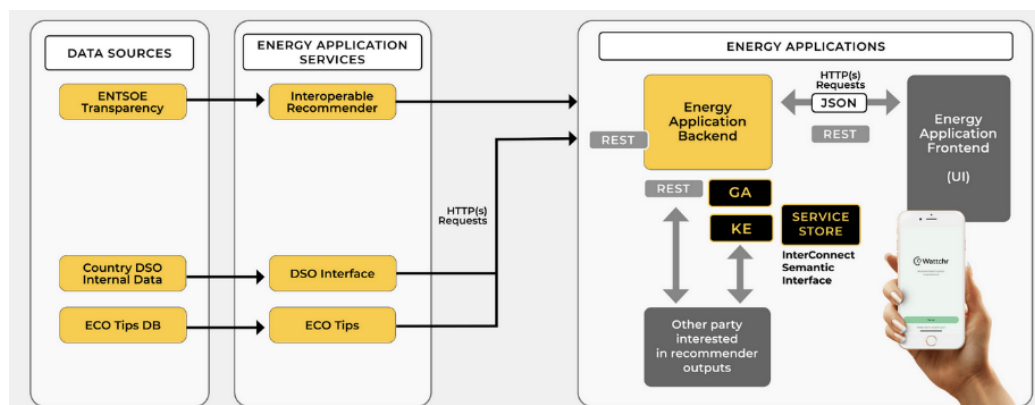 DATA SOURCES
ENTSOE
Transparency
Country DSO
Internal Data
ECO Tips DB
ENERGY APPLICATION
SERVICES
Interoperable
Recommender
DSO Interface
ECO Tips
HTTP(s)
Requests
ENERGY APPLICATIONS
REST
Energy
Application
Backend
HTTP(s)
Requests
JSON
REST
Energy
Application
Frontend
(UI)
REST
GA
KE
SERVICE
STORE
InterConnect
Semantic
Interface
Other party
interested
in recommender
outputs
Wattchr